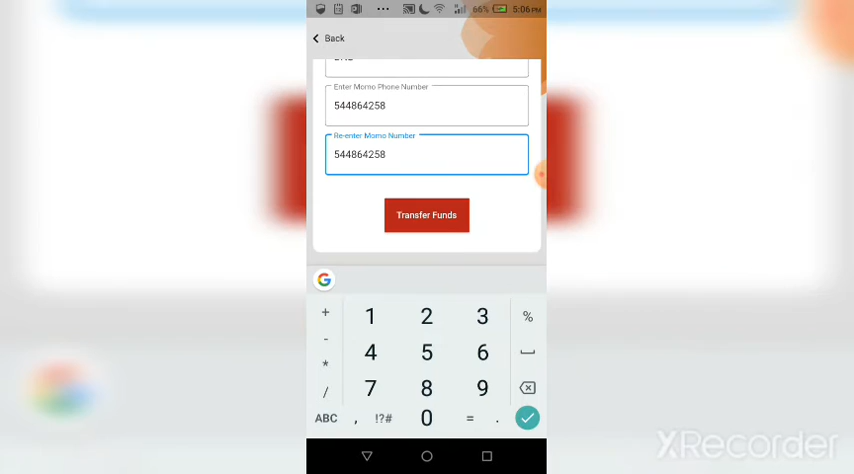 66% 5:06 PM
Back
Enter Momo Phone Number
544864258
Re-enter Momo Number
544864258
Transfer Funds
G
+ 1 2 3 %
- 4 5 6
* 7 8 9
/
ABC , !?# 0 = .
XRecorder